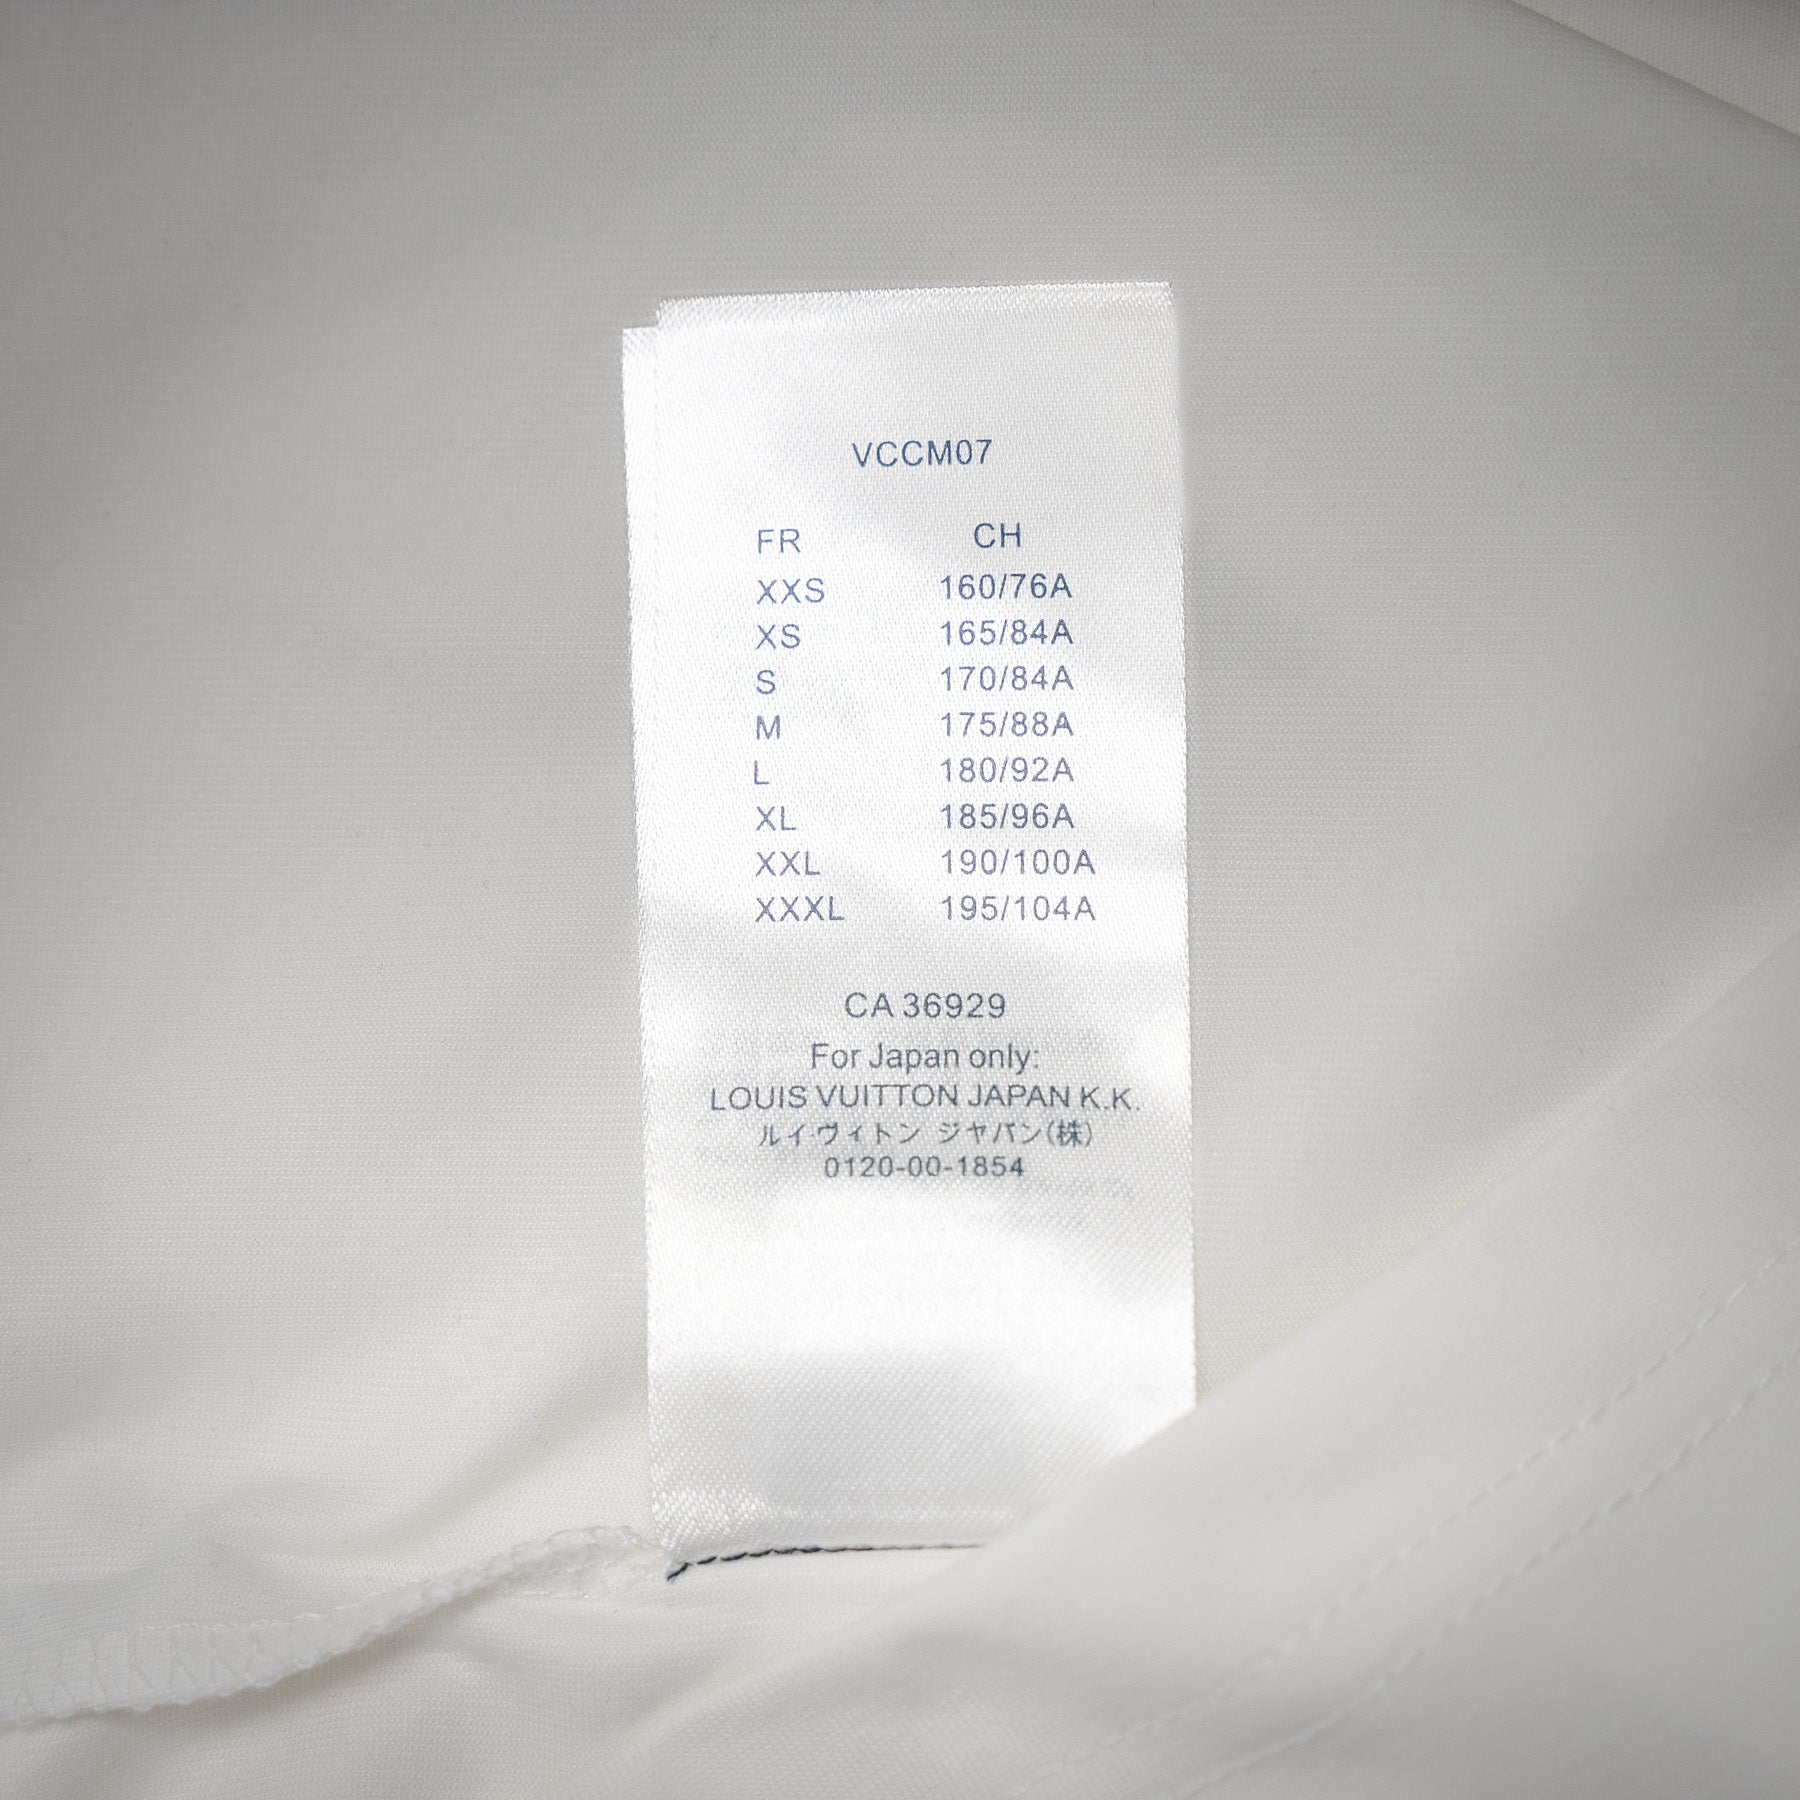 VCCM07
FR CH
XXS 160/76A
XS 165/84A
S 170/84A
M 175/88A
L 180/92A
XL 185/96A
XXL 190/100A
XXXL 195/104A
CA 36929
For Japan only:
LOUIS VUITTON JAPAN K.K.
ルイ·ヴィトン ジャパン(株)
0120-00-1854